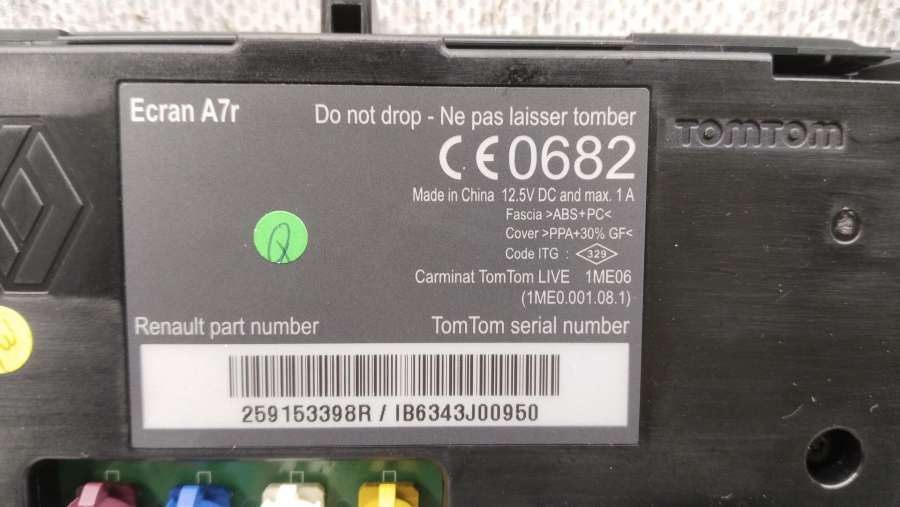 Ecran A7r
Do not drop - Ne pas laisser tomber
TOMTOM
CE0682
Made in China 12.5V DC and max. 1 A
Fascia >ABS+PC<
Cover >PPA+30% GF<
Code ITG : 329
Q
Carminat TomTom LIVE 1ME06
(1ME0.001.08.1)
Renault part number
TomTom serial number
259153398R / IB6343J00950